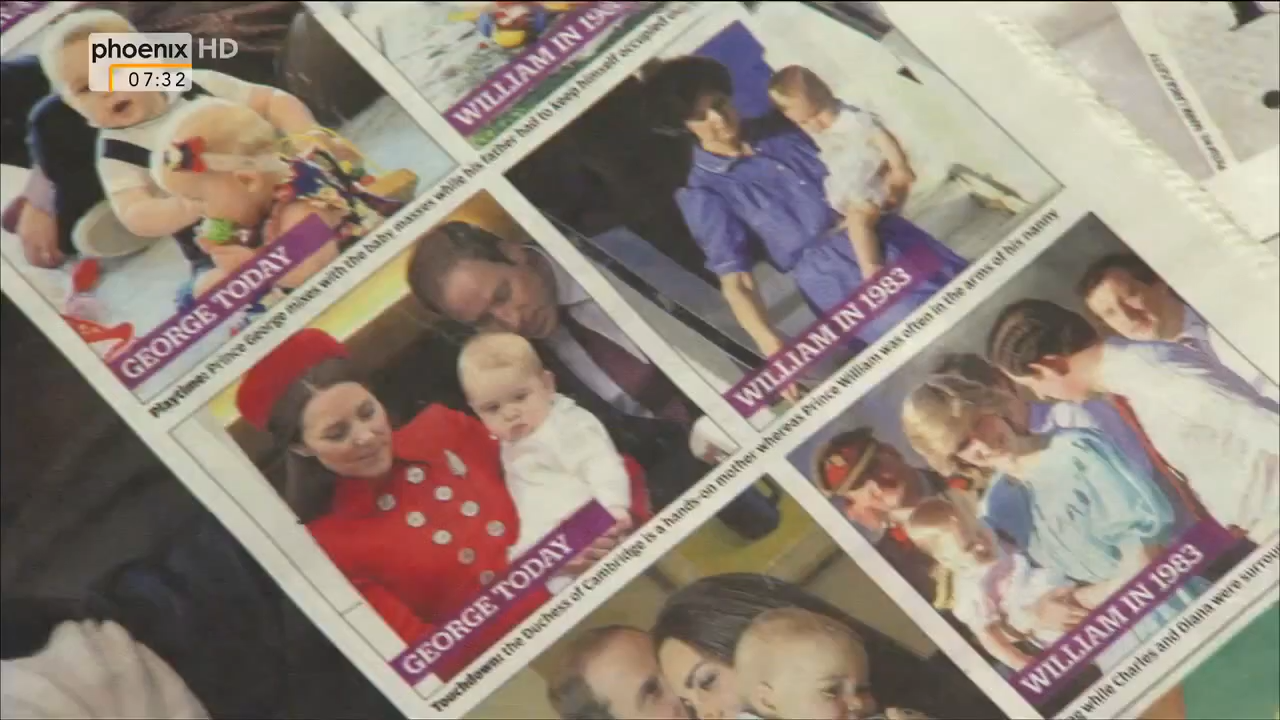 phoenix HD
07:32
WILLIAM IN
GEORGE TODAY
Playtime: Prince George mixes with the baby masses while his father had to keep himself occupied
WILLIAM IN 1983
GEORGE TODAY
Touchdown: the Duchess of Cambridge is a hands-on mother whereas Prince William was often in the arms of his nanny
WILLIAM IN 1983
while Charles and Diana were